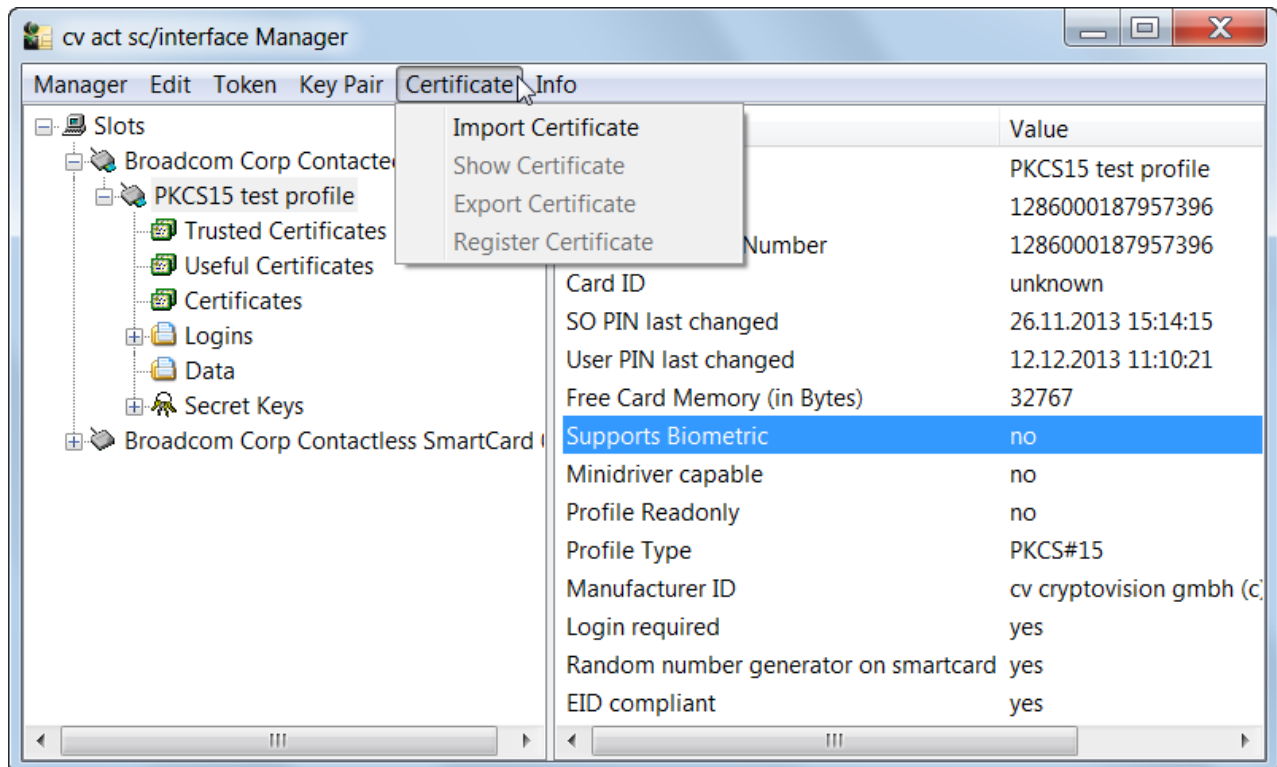 cv act sc/interface Manager
Manager Edit Token Key Pair Certificate Info
Slots
Broadcom Corp Contacted
PKCS15 test profile
Trusted Certificates
Useful Certificates
Certificates
Logins
Data
Secret Keys
Broadcom Corp Contactless SmartCard
Import Certificate
Show Certificate
Export Certificate
Register Certificate
Value
PKCS15 test profile
1286000187957396
Number 1286000187957396
Card ID unknown
SO PIN last changed 26.11.2013 15:14:15
User PIN last changed 12.12.2013 11:10:21
Free Card Memory (in Bytes) 32767
Supports Biometric no
Minidriver capable no
Profile Readonly no
Profile Type PKCS#15
Manufacturer ID cv cryptovision gmbh (c)
Login required yes
Random number generator on smartcard yes
EID compliant yes